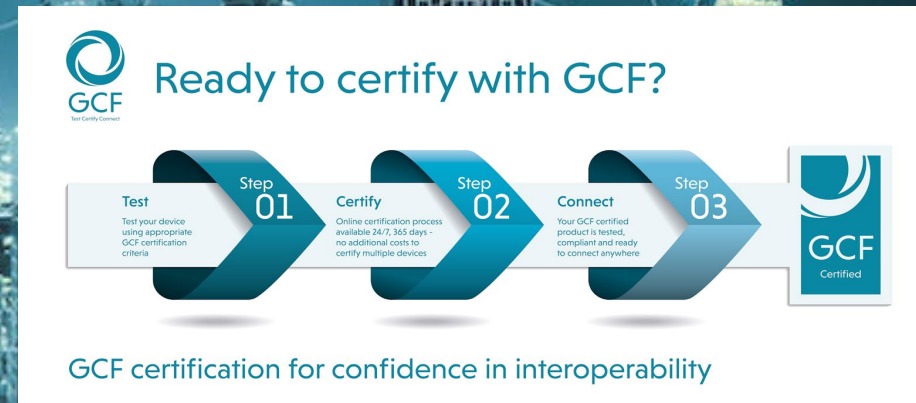 GCF
Test Certify Connect
Ready to certify with GCF?
Test
Test your device
using appropriate
GCF certification
criteria
Step
01
Certify
Online certification process
available 24/7, 365 days -
no additional costs to
certify multiple devices
Step
02
Connect
Your GCF certified
product is tested,
compliant and ready
to connect anywhere
Step
03
GCF
Certified
GCF certification for confidence in interoperability